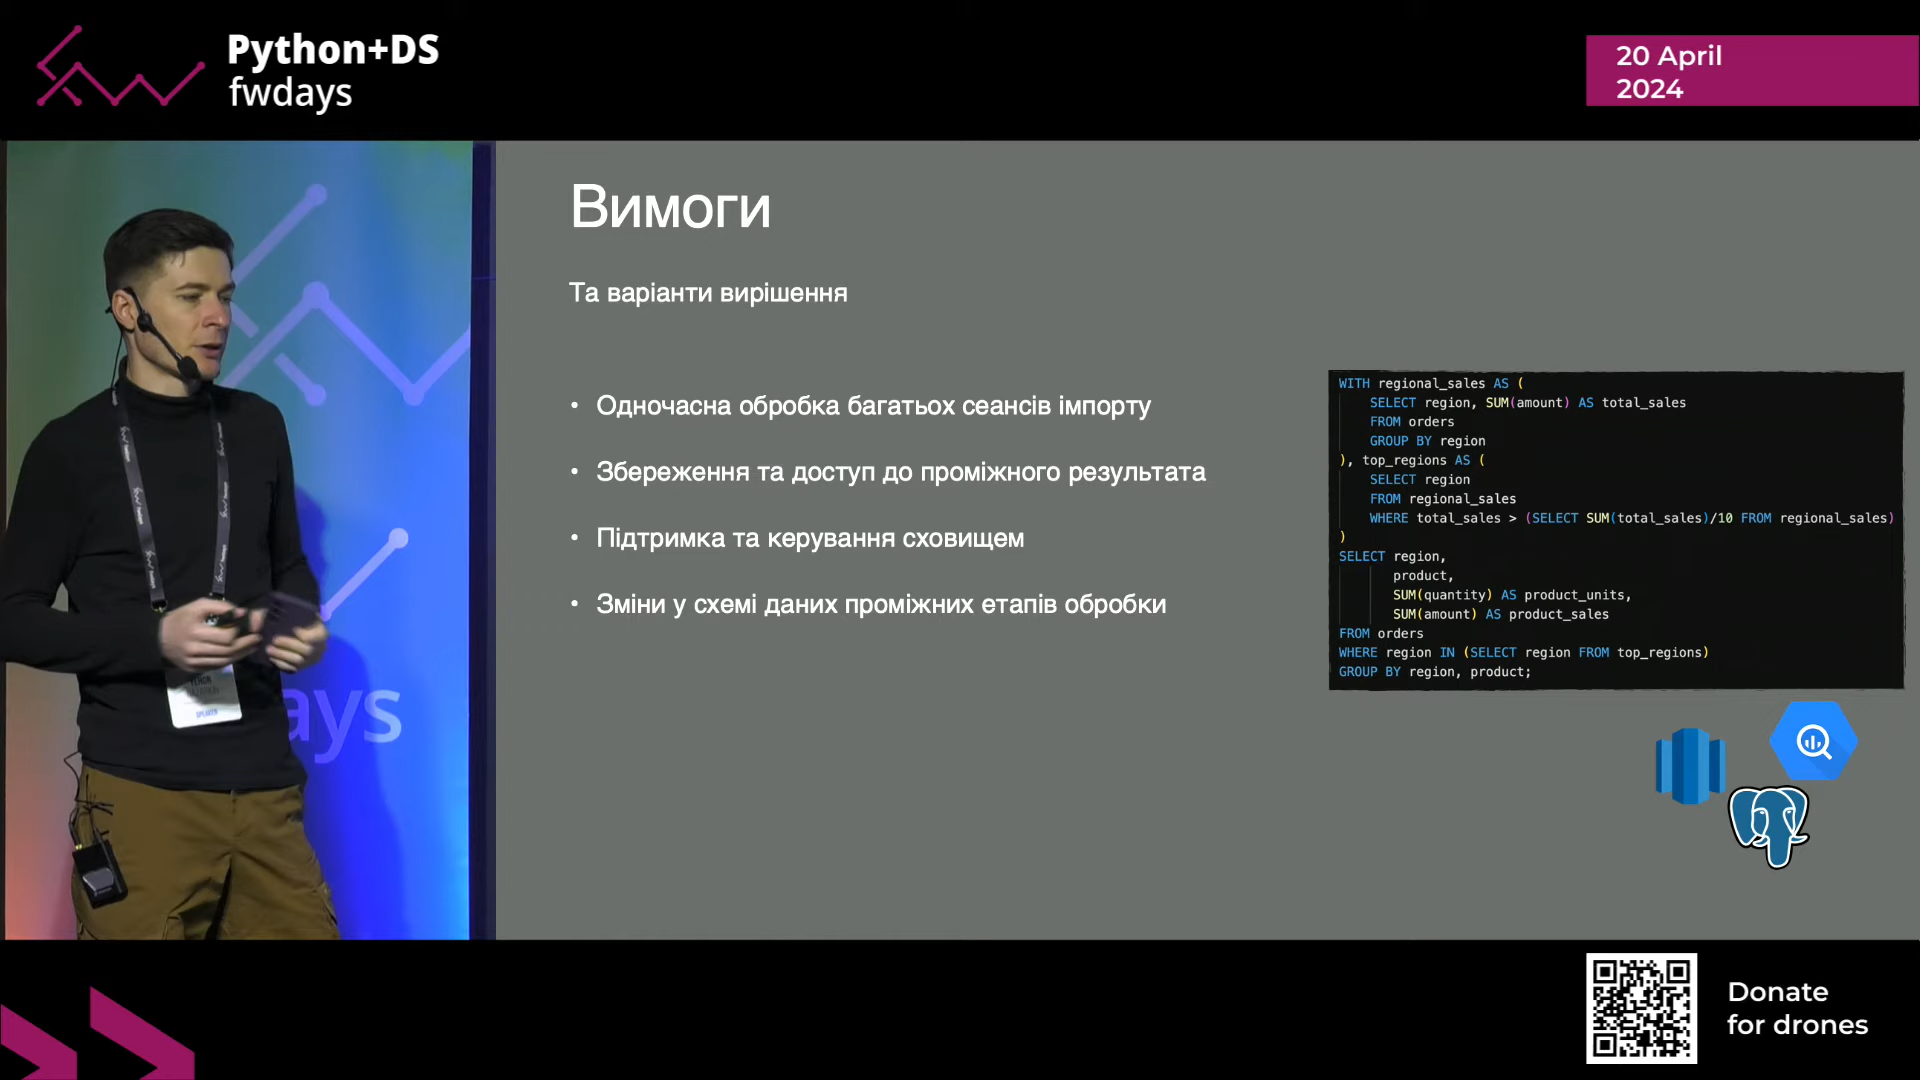 Python+DS
fwdays
20 April
2024
Вимоги
Та варіанти вирішення
• Одночасна обробка багатьох сеансів імпорту
• Збереження та доступ до проміжного результата
• Підтримка та керування сховищем
• Зміни у схемі даних проміжних етапів обробки
WITH regional_sales AS (
SELECT region, SUM(amount) AS total_sales
FROM orders
GROUP BY region
), top_regions AS (
SELECT region
FROM regional_sales
WHERE total_sales > (SELECT SUM(total_sales)/10 FROM regional_sales)
)
SELECT region,
product,
SUM(quantity) AS product_units,
SUM(amount) AS product_sales
FROM orders
WHERE region IN (SELECT region FROM top_regions)
GROUP BY region, product;
ays
SPEAKER
Donate
for drones